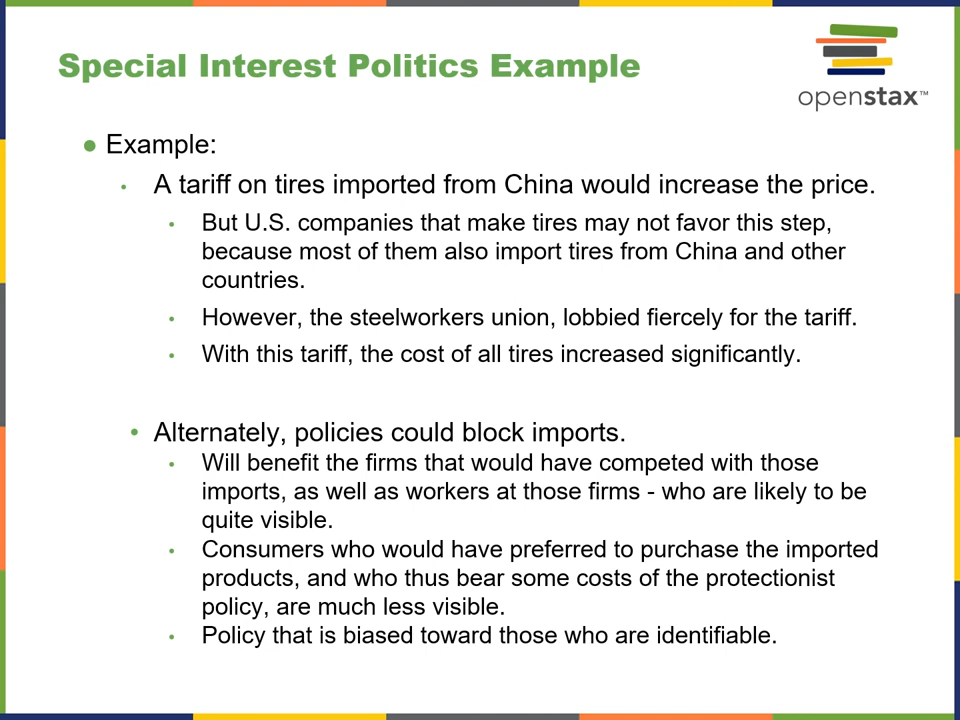 Special Interest Politics Example
openstax™
● Example:
• A tariff on tires imported from China would increase the price.
• But U.S. companies that make tires may not favor this step,
because most of them also import tires from China and other
countries.
• However, the steelworkers union, lobbied fiercely for the tariff.
• With this tariff, the cost of all tires increased significantly.
• Alternately, policies could block imports.
• Will benefit the firms that would have competed with those
imports, as well as workers at those firms - who are likely to be
quite visible.
• Consumers who would have preferred to purchase the imported
products, and who thus bear some costs of the protectionist
policy, are much less visible.
• Policy that is biased toward those who are identifiable.